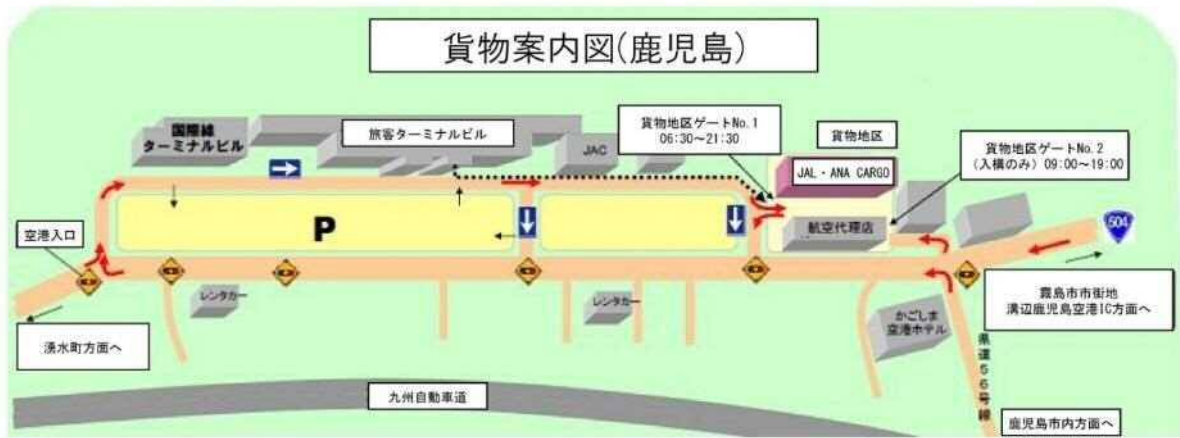 貨物案内図(鹿児島)
国際線
ターミナルビル
旅客ターミナルビル
JAC
貨物地区ゲートNo.1
06:30～21:30
貨物地区
JAL・ANA CARGO
貨物地区ゲートNo.2
(入構のみ) 09:00～19:00
航空代理店
504
空港入口
P
レンタカー
レンタカー
かごしま
空港ホテル
霧島市市街地
溝辺鹿児島空港IC方面へ
湧水町方面へ
九州自動車道
県道56号線
鹿児島市内方面へ